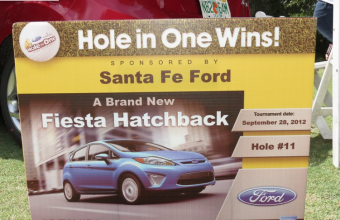 Hole in One Wins!
SPONSORED BY
Santa Fe Ford
A Brand New
Fiesta Hatchback
Tournament date:
September 28, 2012
Hole #11
Ford